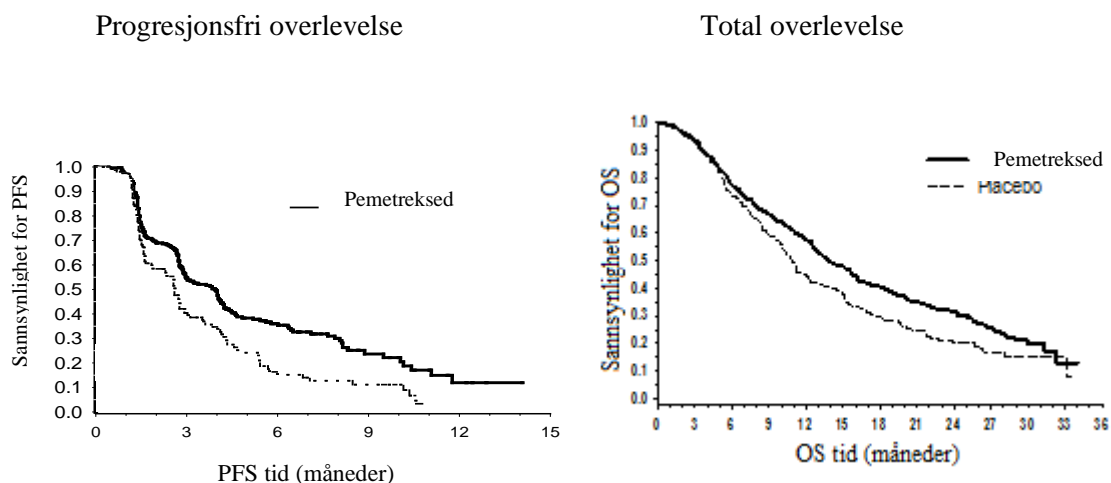 Progresjonsfri overlevelse
Sannsynlighet for PFS
1.0
0.9
0.8
0.7
0.6
0.5
0.4
0.3
0.2
0.1
0.0
Pemetreksed
0 3 6 9 12 15
PFS tid (måneder)
Total overlevelse
Sannsynlighet for OS
1.0
0.9
0.8
0.7
0.6
0.5
0.4
0.3
0.2
0.1
0.0
Pemetreksed
Placebo
0 3 6 9 12 15 18 21 24 27 30 33 36
OS tid (måneder)